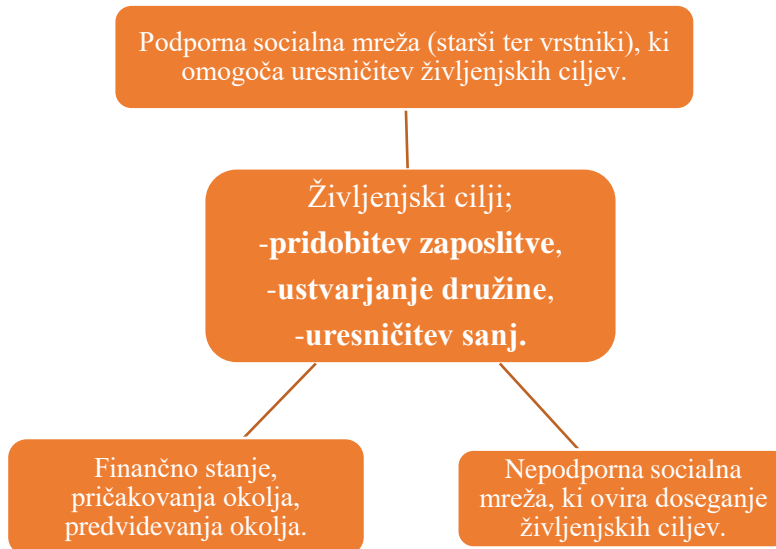 Podporna socialna mreža (starši ter vrstniki), ki
omogoča uresničitev življenjskih ciljev.
Življenjski cilji;
-pridobitev zaposlitve,
-ustvarjanje družine,
-uresničitev sanj.
Finančno stanje,
pričakovanja okolja,
predvidevanja okolja.
Nepodporna socialna
mreža, ki ovira doseganje
življenjskih ciljev.